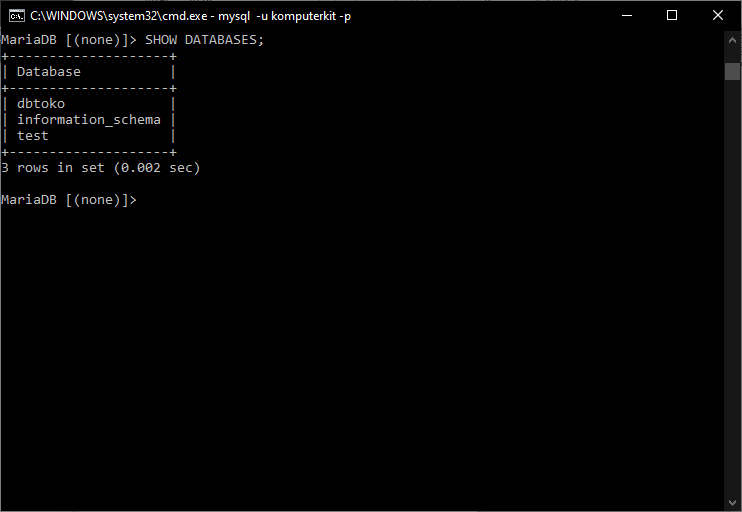 C:\WINDOWS\system32\cmd.exe - mysql  -u komputerkit -p
MariaDB [(none)]> SHOW DATABASES;
+--------------------+
| Database           |
+--------------------+
| dbtoko             |
| information_schema |
| test               |
+--------------------+
3 rows in set (0.002 sec)
MariaDB [(none)]>